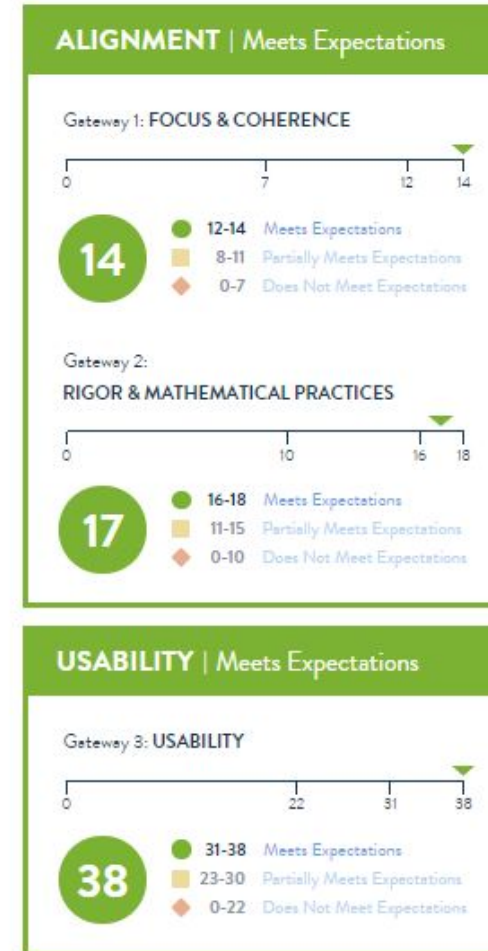 ALIGNMENT | Meets Expectations
Gateway 1: FOCUS & COHERENCE
0 7 12 14
14
12-14 Meets Expectations
8-11 Partially Meets Expectations
0-7 Does Not Meet Expectations
Gateway 2:
RIGOR & MATHEMATICAL PRACTICES
0 10 16 18
17
16-18 Meets Expectations
11-15 Partially Meets Expectations
0-10 Does Not Meet Expectations
USABILITY | Meets Expectations
Gateway 3: USABILITY
0 22 31 38
38
31-38 Meets Expectations
23-30 Partially Meets Expectations
0-22 Does Not Meet Expectations